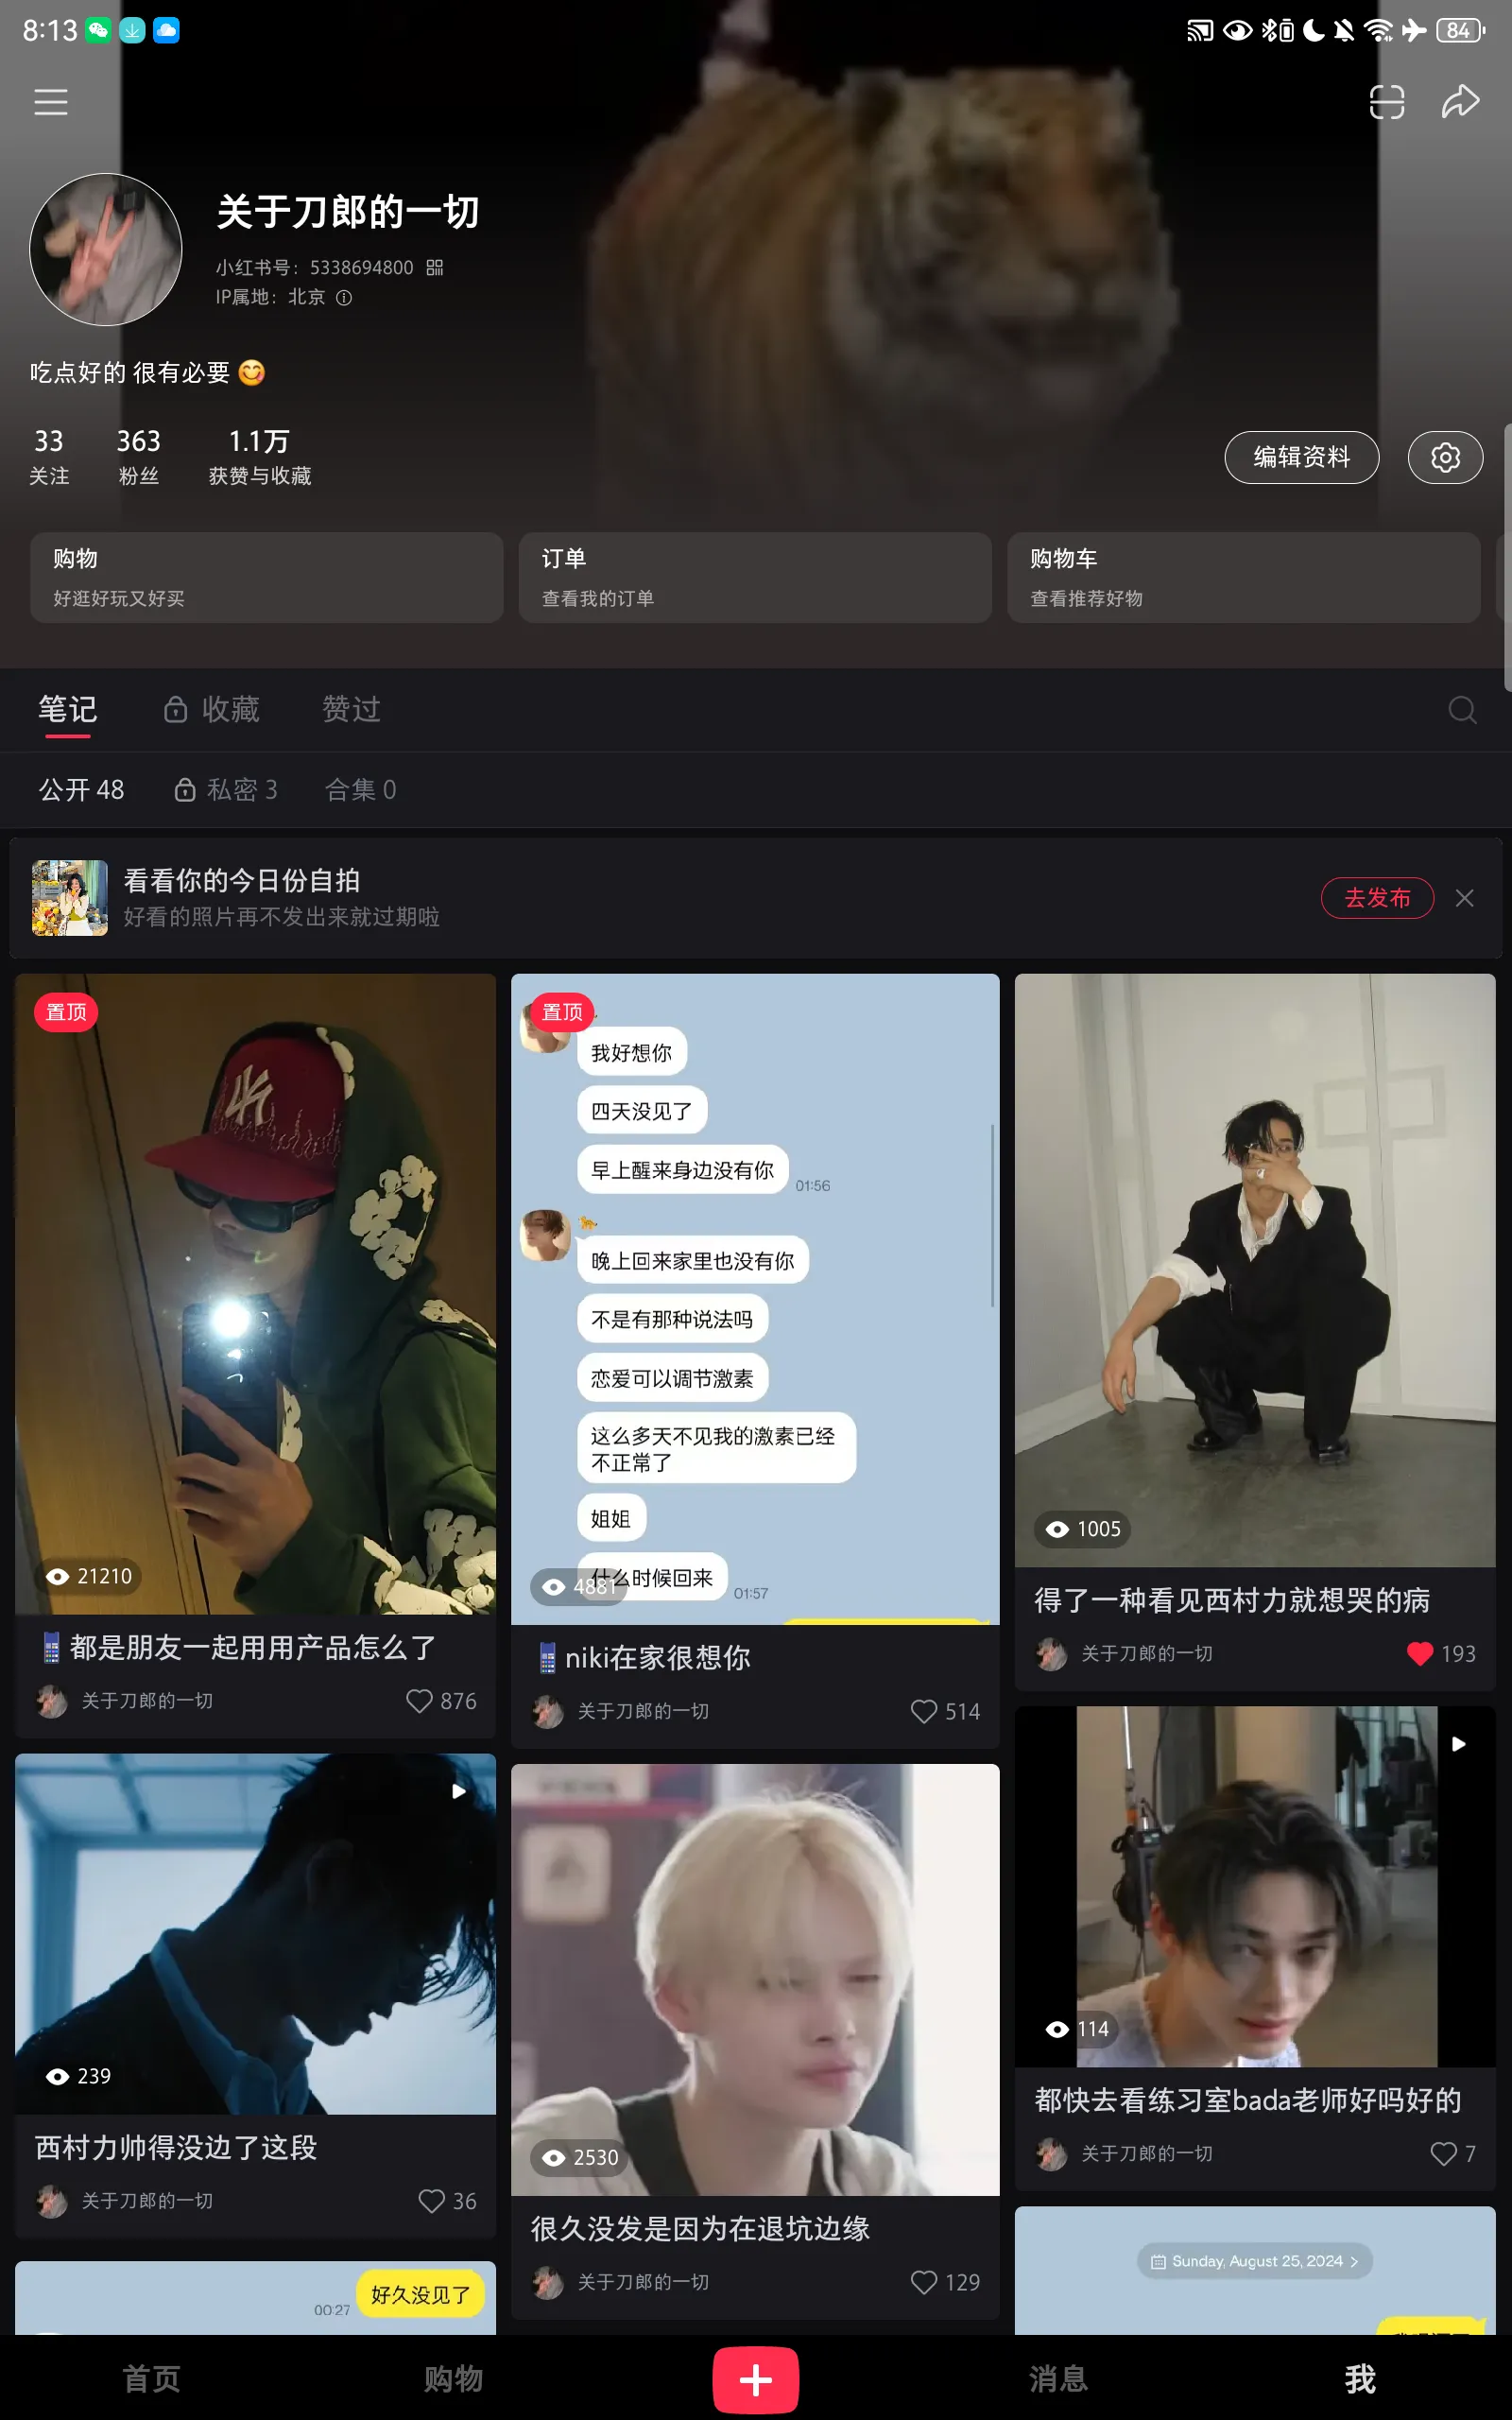 8:13
84
关于刀郎的一切
小红书号：5338694800
IP属地：北京
吃点好的 很有必要 😋
33 363 1.1万
关注 粉丝 获赞与收藏
编辑资料
购物 订单 购物车
好逛好玩又好买 查看我的订单 查看推荐好物
笔记 收藏 赞过
公开 48 私密 3 合集 0
看看你的今日份自拍
好看的照片再不发出来就过期啦
去发布
置顶
21210
📱都是朋友一起用用产品怎么了
关于刀郎的一切 876
置顶
我好想你
四天没见了
早上醒来身边没有你 01:56
晚上回来家里也没有你
不是有那种说法吗
恋爱可以调节激素
这么多天不见我的激素已经
不正常了
姐姐
什么时候回来 01:57
4881
📱niki在家很想你
关于刀郎的一切 514
1005
得了一种看见西村力就想哭的病
关于刀郎的一切 193
239
西村力帅得没边了这段
关于刀郎的一切 36
2530
很久没发是因为在退坑边缘
关于刀郎的一切 129
114
都快去看练习室bada老师好吗好的
关于刀郎的一切 7
00:27 好久没见了
Sunday, August 25, 2024
首页 购物 消息 我